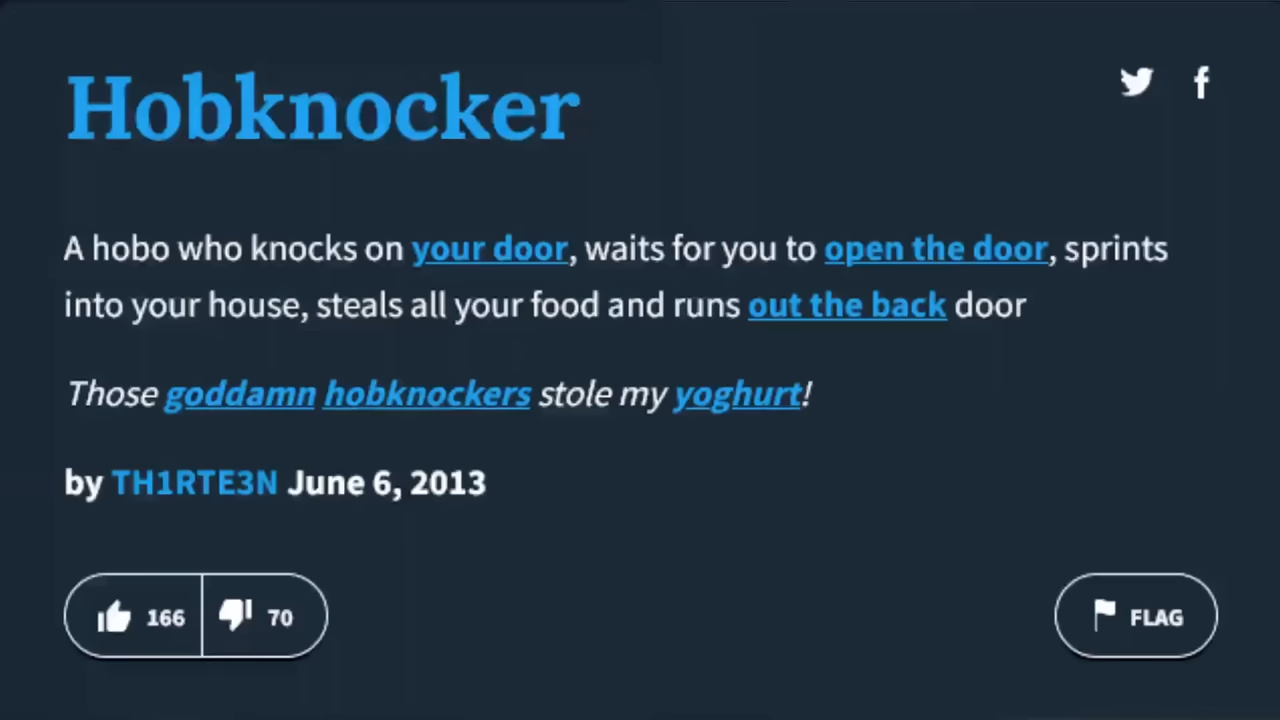 Hobknocker
A hobo who knocks on your door, waits for you to open the door, sprints
into your house, steals all your food and runs out the back door
Those goddamn hobknockers stole my yoghurt!
by TH1RTE3N June 6, 2013
166 70 FLAG